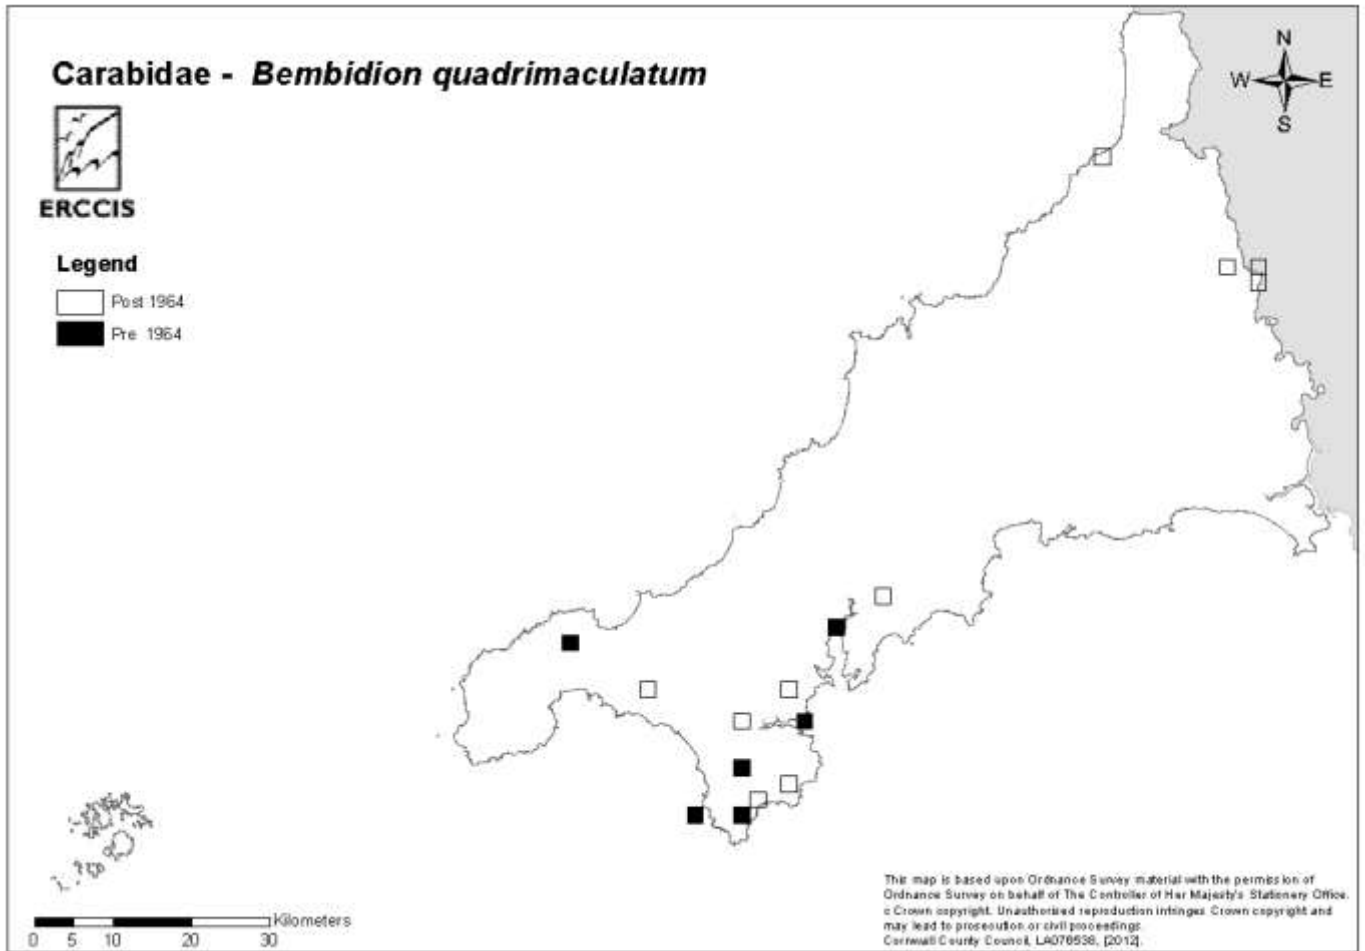 Carabidae - Bembidion quadrimaculatum
N
W E
S
ERCCIS
Legend
Post 1964
Pre 1964
Kilometers
0 5 10 20 30
This map is based upon Ordnance Survey material with the permission of
Ordnance Survey on behalf of The Controller of Her Majesty's Stationery Office.
c Crown copyright. Unauthorised reproduction infringes Crown copyright and
may lead to prosecution or civil proceedings.
Cornwall County Council, LA076538, [2012].